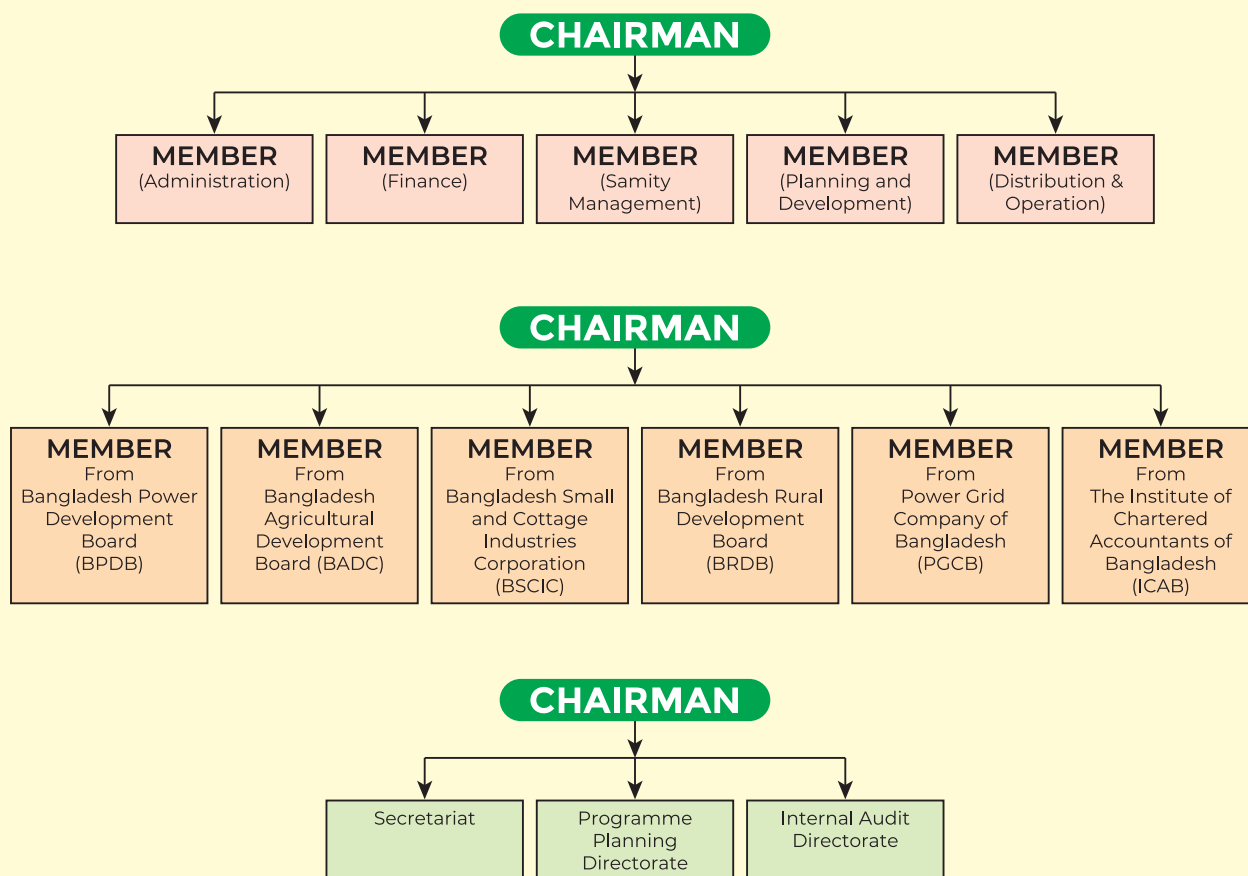 CHAIRMAN
MEMBER
(Administration)
MEMBER
(Finance)
MEMBER
(Samity
Management)
MEMBER
(Planning and
Development)
MEMBER
(Distribution &
Operation)
CHAIRMAN
MEMBER
From
Bangladesh Power
Development
Board
(BPDB)
MEMBER
From
Bangladesh
Agricultural
Development
Board (BADC)
MEMBER
From
Bangladesh Small
and Cottage
Industries
Corporation
(BSCIC)
MEMBER
From
Bangladesh Rural
Development
Board
(BRDB)
MEMBER
From
Power Grid
Company of
Bangladesh
(PGCB)
MEMBER
From
The Institute of
Chartered
Accountants of
Bangladesh
(ICAB)
CHAIRMAN
Secretariat
Programme
Planning
Directorate
Internal Audit
Directorate